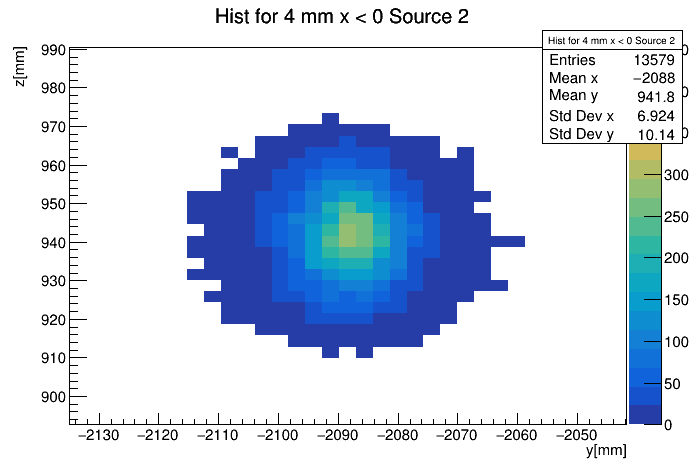 Hist for 4 mm x < 0 Source 2
z[mm]
990
980
970
960
950
940
930
920
910
900
−2130 −2120 −2110 −2100 −2090 −2080 −2070 −2060 −2050
y[mm]
Hist for 4 mm x < 0 Source 2
Entries 13579
Mean x −2088
Mean y 941.8
Std Dev x 6.924
Std Dev y 10.14
300
250
200
150
100
50
0